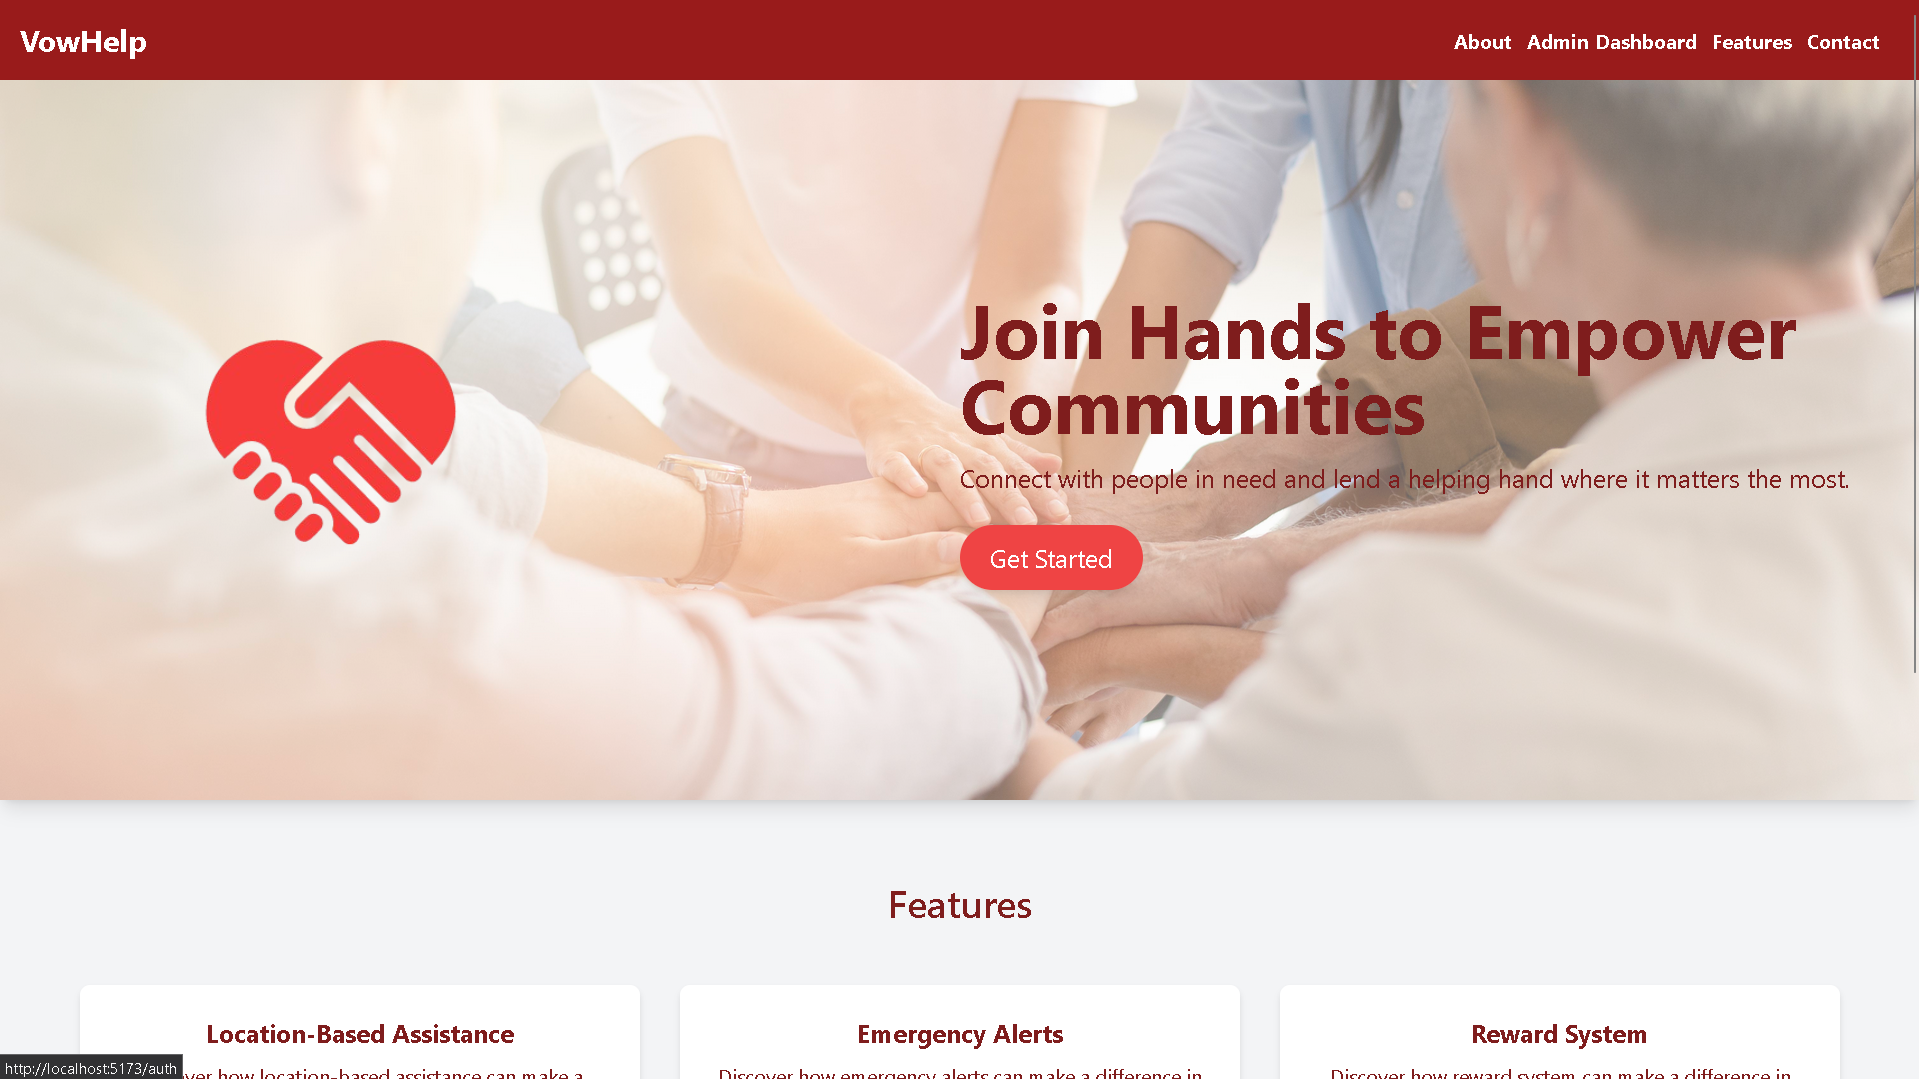 VowHelp
About Admin Dashboard Features Contact
Join Hands to Empower
Communities
Connect with people in need and lend a helping hand where it matters the most.
Get Started
Features
Location-Based Assistance
how location-based assistance can make a
Emergency Alerts
Discover how emergency alerts can make a difference in
Reward System
Discover how reward system can make a difference in
http://localhost:5173/auth